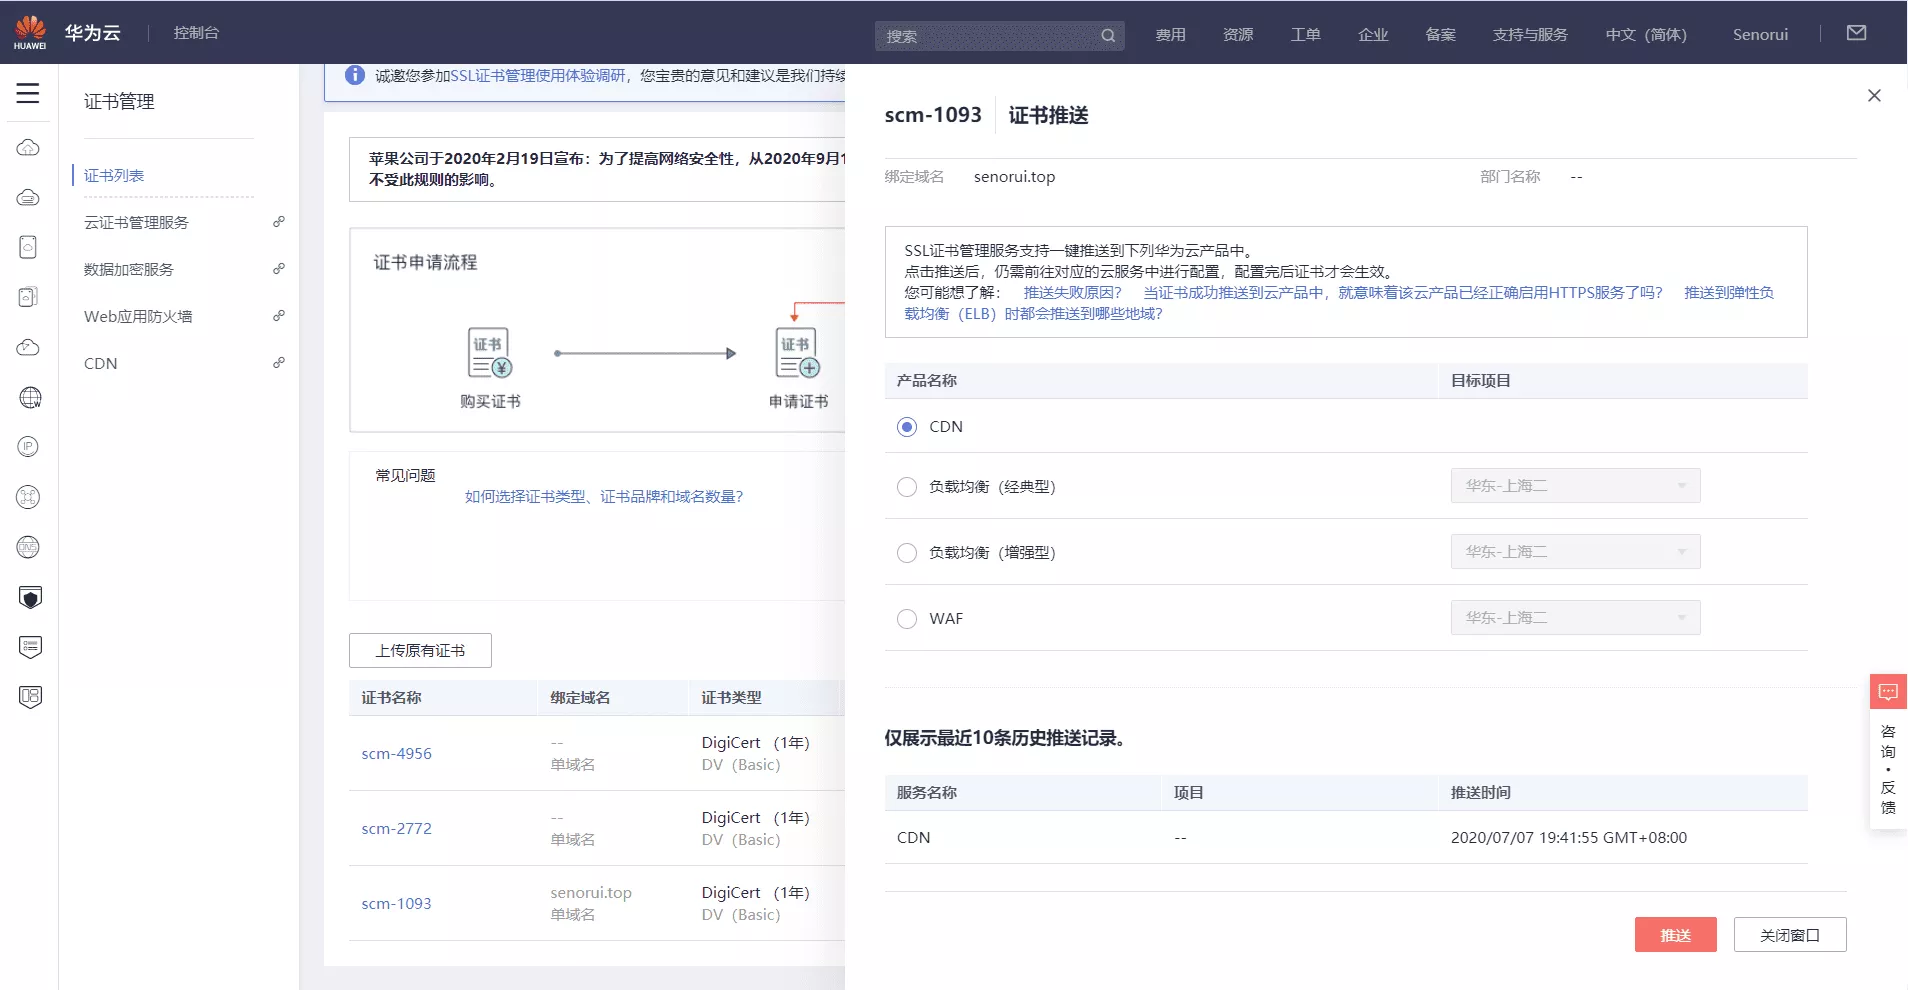 HUAWEI
华为云
控制台
搜索
费用
资源
工单
企业
备案
支持与服务
中文（简体）
Senorui
证书管理
证书列表
云证书管理服务
数据加密服务
Web应用防火墙
CDN
诚邀您参加SSL证书管理使用体验调研，您宝贵的意见和建议是我们持续
苹果公司于2020年2月19日宣布：为了提高网络安全性，从2020年9月1
不受此规则的影响。
证书申请流程
证书
证书
购买证书
申请证书
常见问题
如何选择证书类型、证书品牌和域名数量？
上传原有证书
证书名称 绑定域名 证书类型
scm-4956 -- DigiCert （1年）
单域名 DV（Basic）
scm-2772 -- DigiCert （1年）
单域名 DV（Basic）
scm-1093 senorui.top DigiCert （1年）
单域名 DV（Basic）
scm-1093 证书推送
绑定域名 senorui.top 部门名称 --
SSL证书管理服务支持一键推送到下列华为云产品中。
点击推送后，仍需前往对应的云服务中进行配置，配置完后证书才会生效。
您可能想了解： 推送失败原因？ 当证书成功推送到云产品中，就意味着该云产品已经正确启用HTTPS服务了吗？ 推送到弹性负
载均衡（ELB）时都会推送到哪些地域？
产品名称 目标项目
CDN
负载均衡（经典型） 华东-上海二
负载均衡（增强型） 华东-上海二
WAF 华东-上海二
仅展示最近10条历史推送记录。
服务名称 项目 推送时间
CDN -- 2020/07/07 19:41:55 GMT+08:00
推送 关闭窗口
咨
询
·
反
馈
IP
DNS